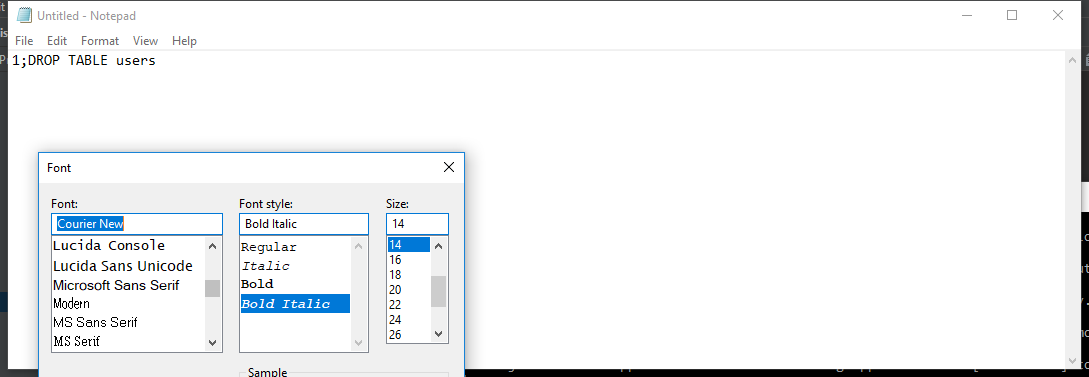 Untitled - Notepad
File Edit Format View Help
1;DROP TABLE users
Font
Font: Font style: Size:
Courier New Bold Italic 14
Lucida Console Regular 14
Lucida Sans Unicode Italic 16
Microsoft Sans Serif Bold 18
Modern Bold Italic 20
MS Sans Serif 22
MS Serif 24
26
Sample